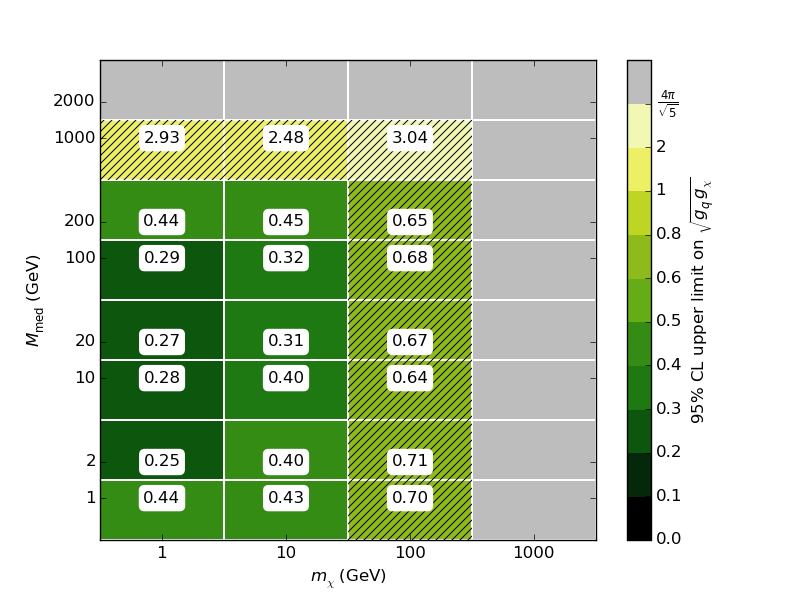 2000
1000 2.93 2.48 3.04
200 0.44 0.45 0.65
100 0.29 0.32 0.68
20 0.27 0.31 0.67
10 0.28 0.40 0.64
2 0.25 0.40 0.71
1 0.44 0.43 0.70
1 10 100 1000
m_χ (GeV)
M_med (GeV)
4π/√5
2
1
0.8
0.6
0.5
0.4
0.3
0.2
0.1
0.0
95% CL upper limit on √(g_q g_χ)